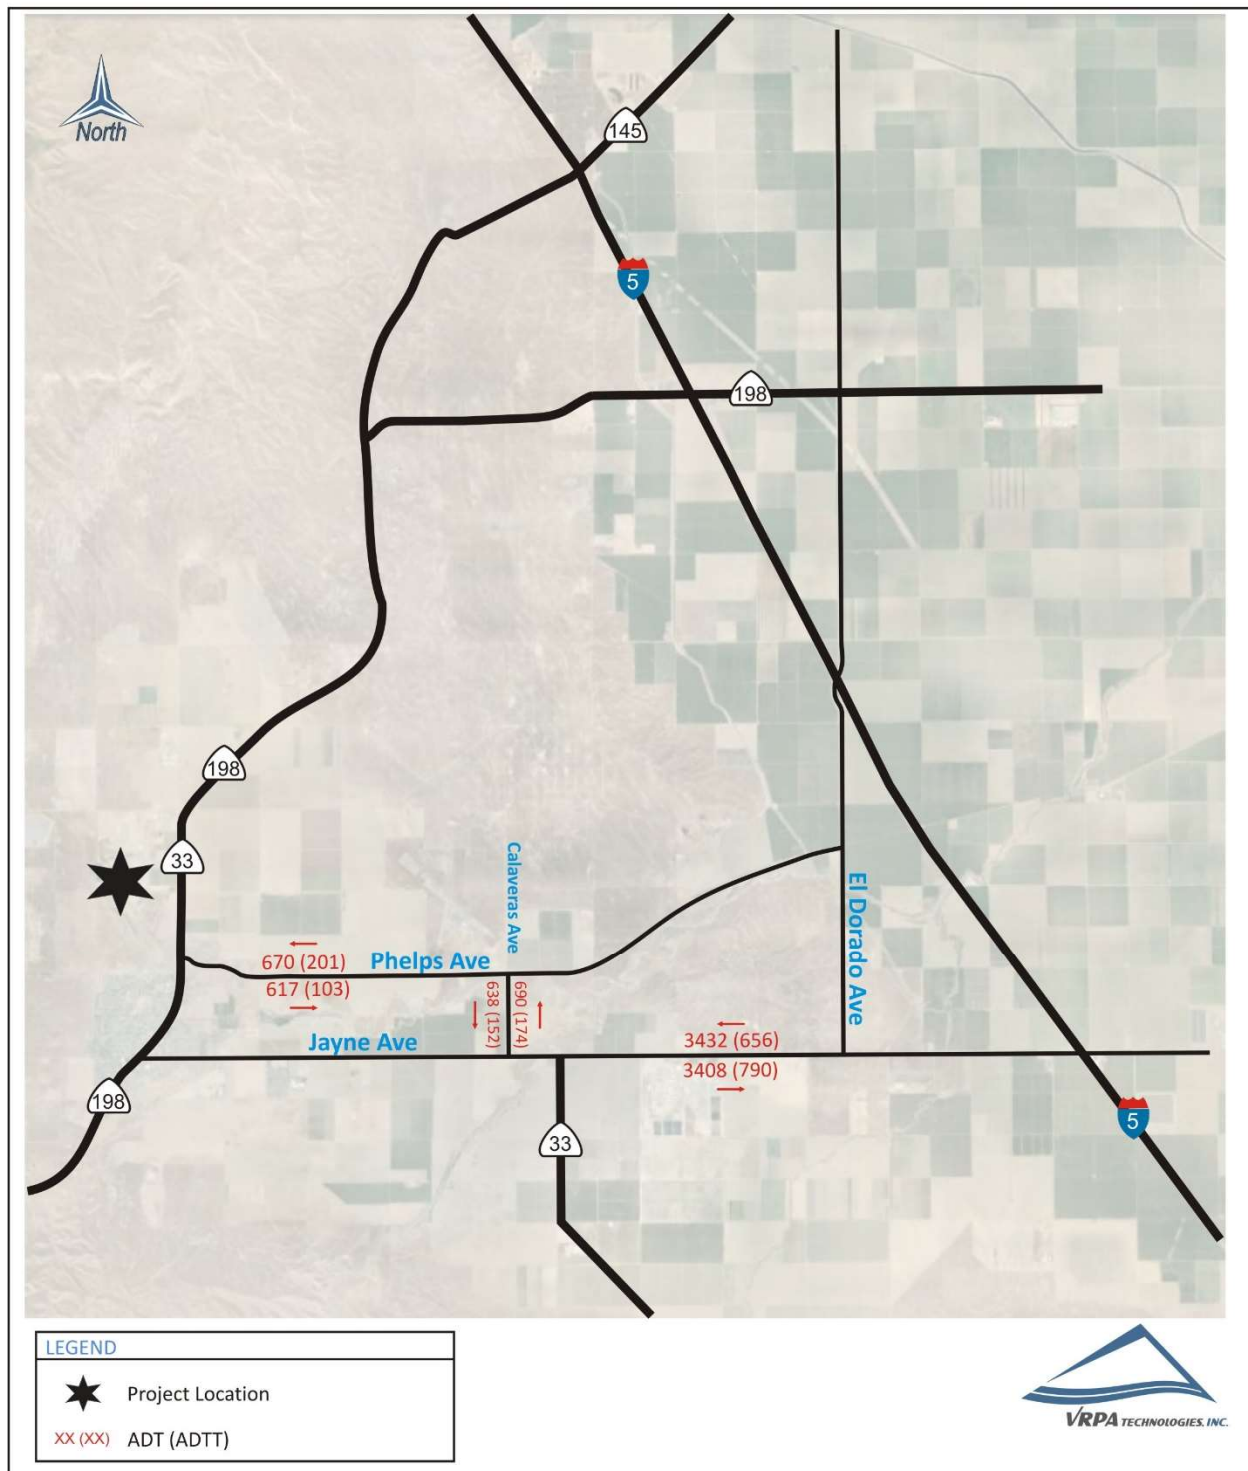 North
145
5
198
198
33
Calaveras Ave
El Dorado Ave
670 (201)
Phelps Ave
617 (103)
638 (152)
690 (174)
Jayne Ave
3432 (656)
3408 (790)
198
33
5
LEGEND
Project Location
XX (XX) ADT (ADTT)
VRPA TECHNOLOGIES, INC.